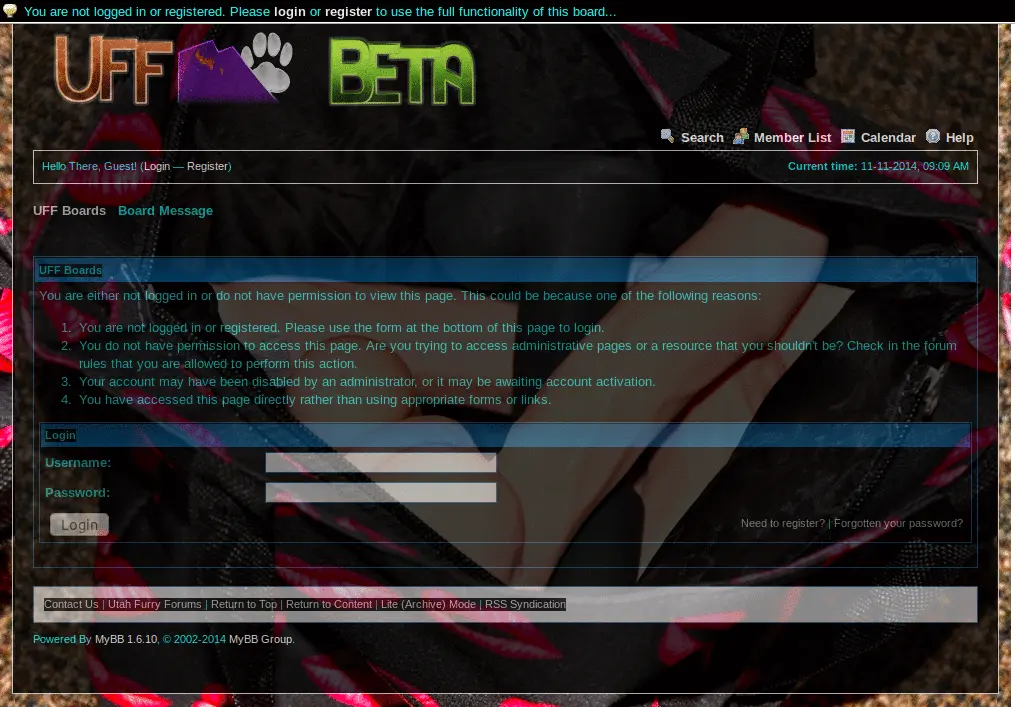 You are not logged in or registered. Please login or register to use the full functionality of this board...
UFF BETA
Search Member List Calendar Help
Hello There, Guest! (Login — Register) Current time: 11-11-2014, 09:09 AM
UFF Boards Board Message
UFF Boards
You are either not logged in or do not have permission to view this page. This could be because one of the following reasons:
1. You are not logged in or registered. Please use the form at the bottom of this page to login.
2. You do not have permission to access this page. Are you trying to access administrative pages or a resource that you shouldn't be? Check in the forum
rules that you are allowed to perform this action.
3. Your account may have been disabled by an administrator, or it may be awaiting account activation.
4. You have accessed this page directly rather than using appropriate forms or links.
Login
Username:
Password:
Login
Need to register? | Forgotten your password?
Contact Us | Utah Furry Forums | Return to Top | Return to Content | Lite (Archive) Mode | RSS Syndication
Powered By MyBB 1.6.10, © 2002-2014 MyBB Group.